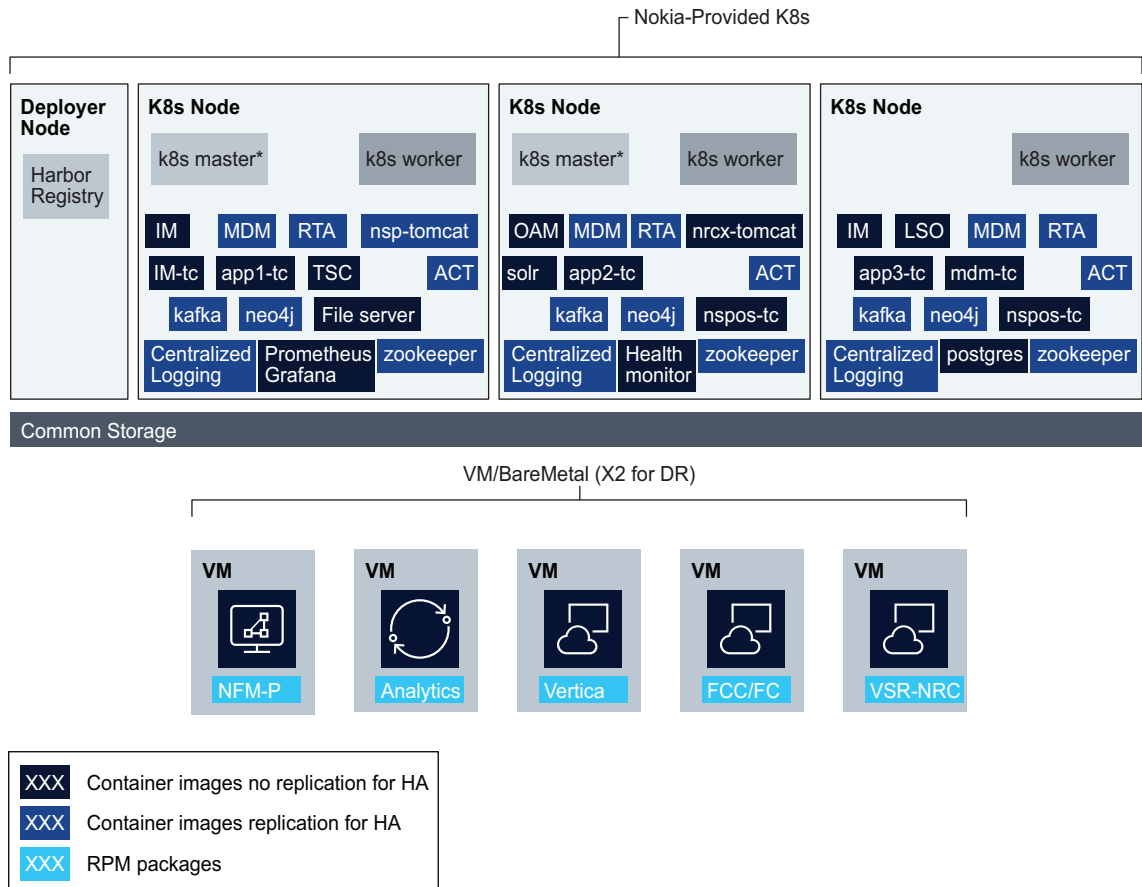 Nokia-Provided K8s
Deployer
Node
Harbor
Registry
K8s Node
k8s master*
k8s worker
IM
MDM
RTA
nsp-tomcat
IM-tc
app1-tc
TSC
ACT
kafka
neo4j
File server
Centralized
Logging
Prometheus
Grafana
zookeeper
K8s Node
k8s master*
k8s worker
OAM
MDM
RTA
nrcx-tomcat
solr
app2-tc
ACT
kafka
neo4j
nspos-tc
Centralized
Logging
Health
monitor
zookeeper
K8s Node
k8s worker
IM
LSO
MDM
RTA
app3-tc
mdm-tc
ACT
kafka
neo4j
nspos-tc
Centralized
Logging
postgres
zookeeper
Common Storage
VM/BareMetal (X2 for DR)
VM
NFM-P
VM
Analytics
VM
Vertica
VM
FCC/FC
VM
VSR-NRC
XXX Container images no replication for HA
XXX Container images replication for HA
XXX RPM packages